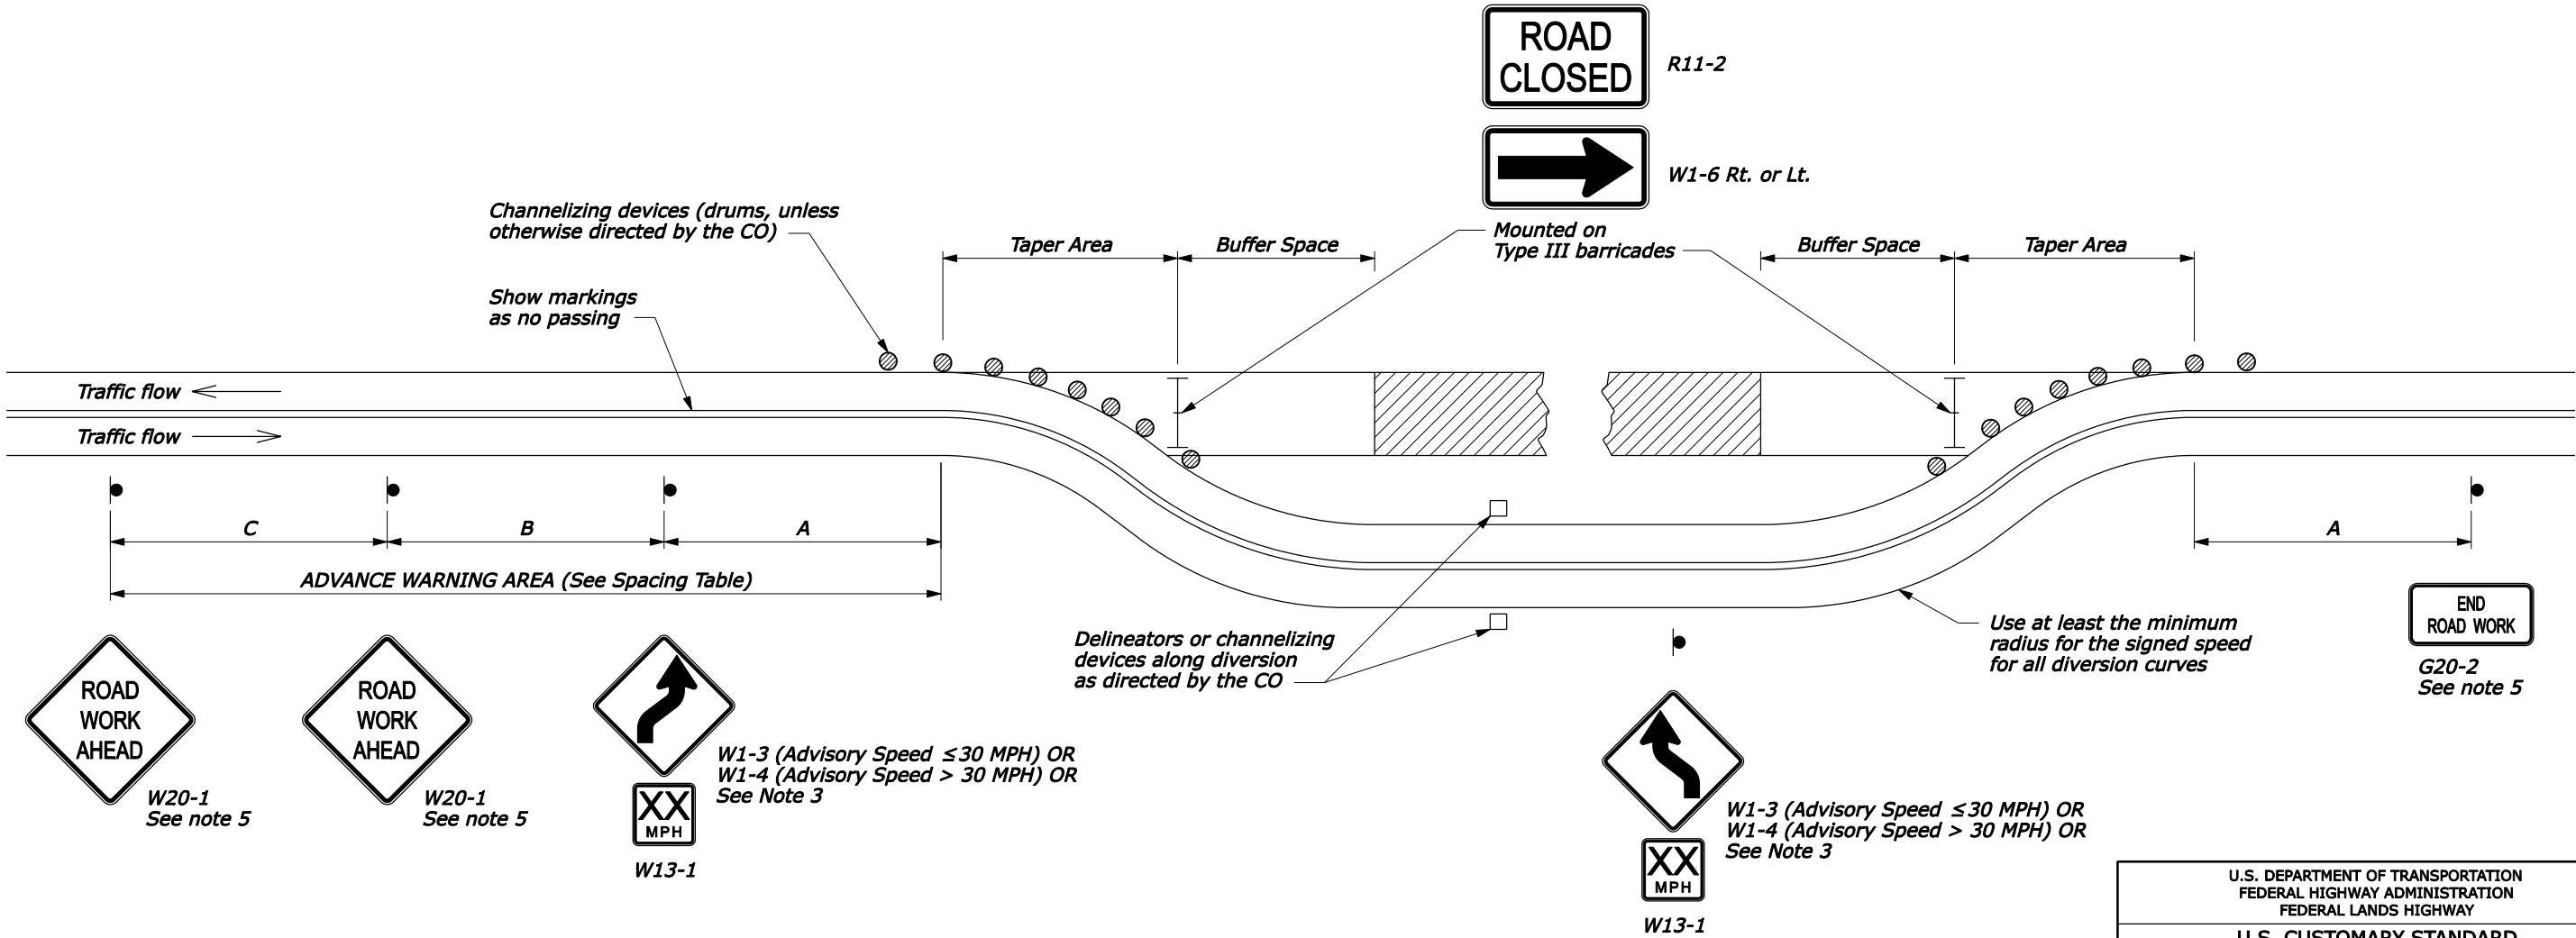 ROAD
CLOSED
R11-2
W1-6 Rt. or Lt.
Mounted on
Type III barricades
Channelizing devices (drums, unless
otherwise directed by the CO)
Taper Area
Buffer Space
Buffer Space
Taper Area
Show markings
as no passing
Traffic flow
Traffic flow
C
B
A
A
ADVANCE WARNING AREA (See Spacing Table)
ROAD
WORK
AHEAD
W20-1
See note 5
ROAD
WORK
AHEAD
W20-1
See note 5
W1-3 (Advisory Speed ≤30 MPH) OR
W1-4 (Advisory Speed > 30 MPH) OR
See Note 3
XX
MPH
W13-1
Delineators or channelizing
devices along diversion
as directed by the CO
W1-3 (Advisory Speed ≤30 MPH) OR
W1-4 (Advisory Speed > 30 MPH) OR
See Note 3
XX
MPH
W13-1
Use at least the minimum
radius for the signed speed
for all diversion curves
END
ROAD WORK
G20-2
See note 5
U.S. DEPARTMENT OF TRANSPORTATION
FEDERAL HIGHWAY ADMINISTRATION
FEDERAL LANDS HIGHWAY
U.S. CUSTOMARY STANDARD